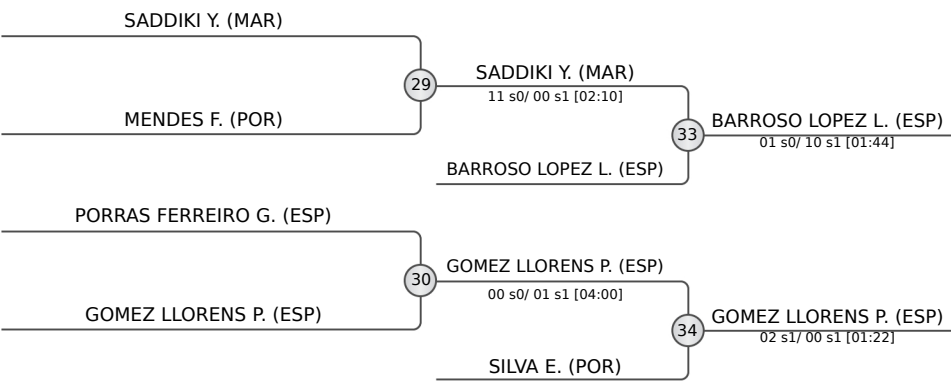 SADDIKI Y. (MAR)
29
SADDIKI Y. (MAR)
11 s0/ 00 s1 [02:10]
MENDES F. (POR)
33
BARROSO LOPEZ L. (ESP)
01 s0/ 10 s1 [01:44]
BARROSO LOPEZ L. (ESP)
PORRAS FERREIRO G. (ESP)
30
GOMEZ LLORENS P. (ESP)
00 s0/ 01 s1 [04:00]
GOMEZ LLORENS P. (ESP)
34
GOMEZ LLORENS P. (ESP)
02 s1/ 00 s1 [01:22]
SILVA E. (POR)